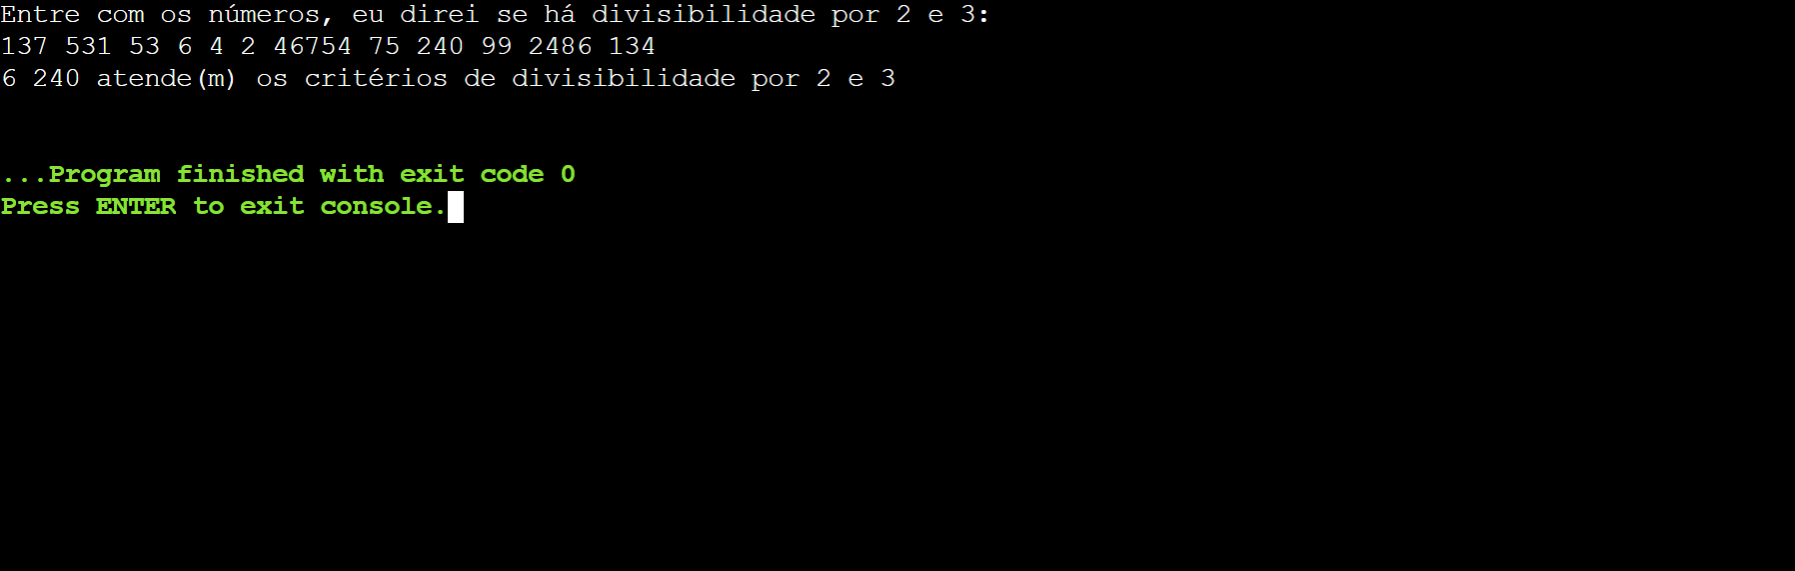 Entre com os números, eu direi se há divisibilidade por 2 e 3:
137 531 53 6 4 2 46754 75 240 99 2486 134
6 240 atende(m) os critérios de divisibilidade por 2 e 3
...Program finished with exit code 0
Press ENTER to exit console.